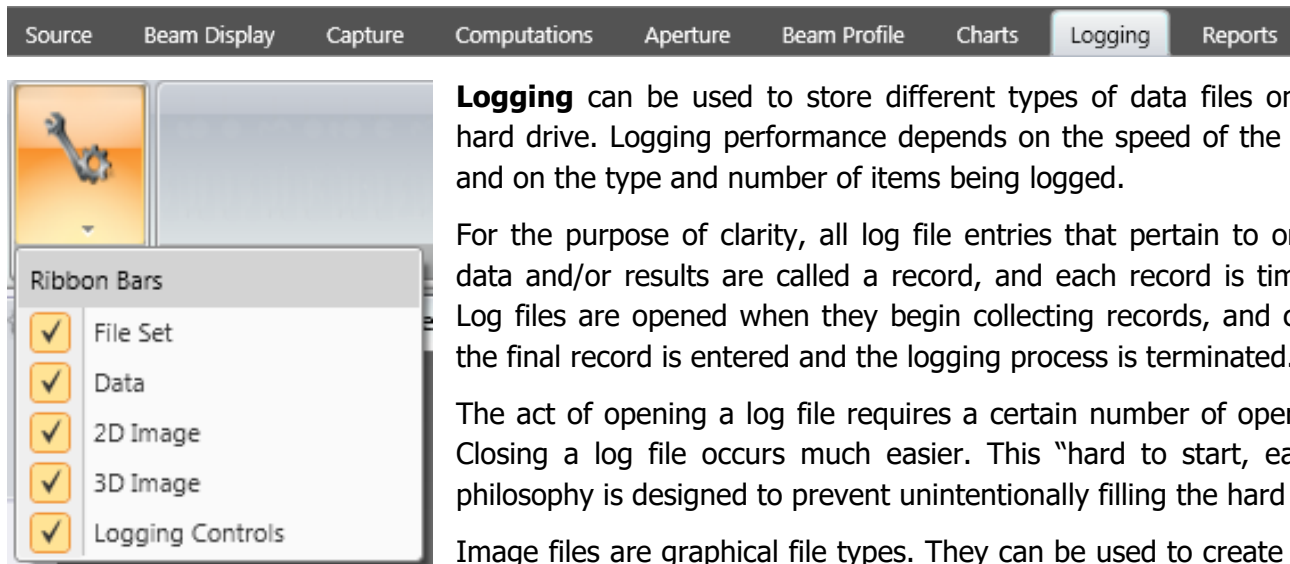 Source Beam Display Capture Computations Aperture Beam Profile Charts Logging Reports
Ribbon Bars
File Set
Data
2D Image
3D Image
Logging Controls
Logging can be used to store different types of data files or
hard drive. Logging performance depends on the speed of the
and on the type and number of items being logged.
For the purpose of clarity, all log file entries that pertain to
data and/or results are called a record, and each record is
Log files are opened when they begin collecting records, and
the final record is entered and the logging process is terminated.
The act of opening a log file requires a certain number of
Closing a log file occurs much easier. This “hard to start,
philosophy is designed to prevent unintentionally filling the hard
Image files are graphical file types. They can be used to create